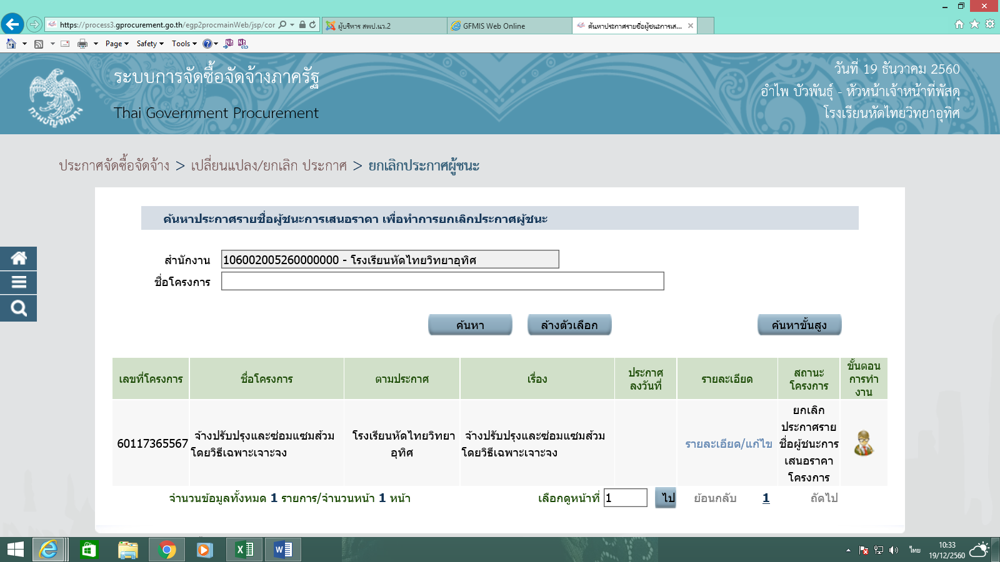 https://process3.gprocurement.go.th/egp2procmainWeb/jsp/cor
ผู้บริหาร สพป.นว.2
GFMIS Web Online
ค้นหาประกาศรายชื่อผู้ชนะการเส...
Page
Safety
Tools
ระบบการจัดซื้อจัดจ้างภาครัฐ
Thai Government Procurement
กรมบัญชีกลาง
วันที่ 19 ธันวาคม 2560
อำไพ บัวพันธุ์ - หัวหน้าเจ้าหน้าที่พัสดุ
โรงเรียนหัดไทยวิทยาอุทิศ
ประกาศจัดซื้อจัดจ้าง > เปลี่ยนแปลง/ยกเลิก ประกาศ > ยกเลิกประกาศผู้ชนะ
ค้นหาประกาศรายชื่อผู้ชนะการเสนอราคา เพื่อทำการยกเลิกประกาศผู้ชนะ
สำนักงาน 106002005260000000 - โรงเรียนหัดไทยวิทยาอุทิศ
ชื่อโครงการ
ค้นหา ล้างตัวเลือก ค้นหาขั้นสูง
เลขที่โครงการ
ชื่อโครงการ
ตามประกาศ
เรื่อง
ประกาศ
ลงวันที่
รายละเอียด
สถานะ
โครงการ
ขั้นตอน
การทำ
งาน
60117365567
จ้างปรับปรุงและซ่อมแซมส้วม
โดยวิธีเฉพาะเจาะจง
โรงเรียนหัดไทยวิทยา
อุทิศ
จ้างปรับปรุงและซ่อมแซมส้วม
โดยวิธีเฉพาะเจาะจง
รายละเอียด/แก้ไข
ยกเลิก
ประกาศราย
ชื่อผู้ชนะการ
เสนอราคา
โครงการ
จำนวนข้อมูลทั้งหมด 1 รายการ/จำนวนหน้า 1 หน้า
เลือกดูหน้าที่ 1 ไป ย้อนกลับ 1 ถัดไป
ไทย
10:33
19/12/2560